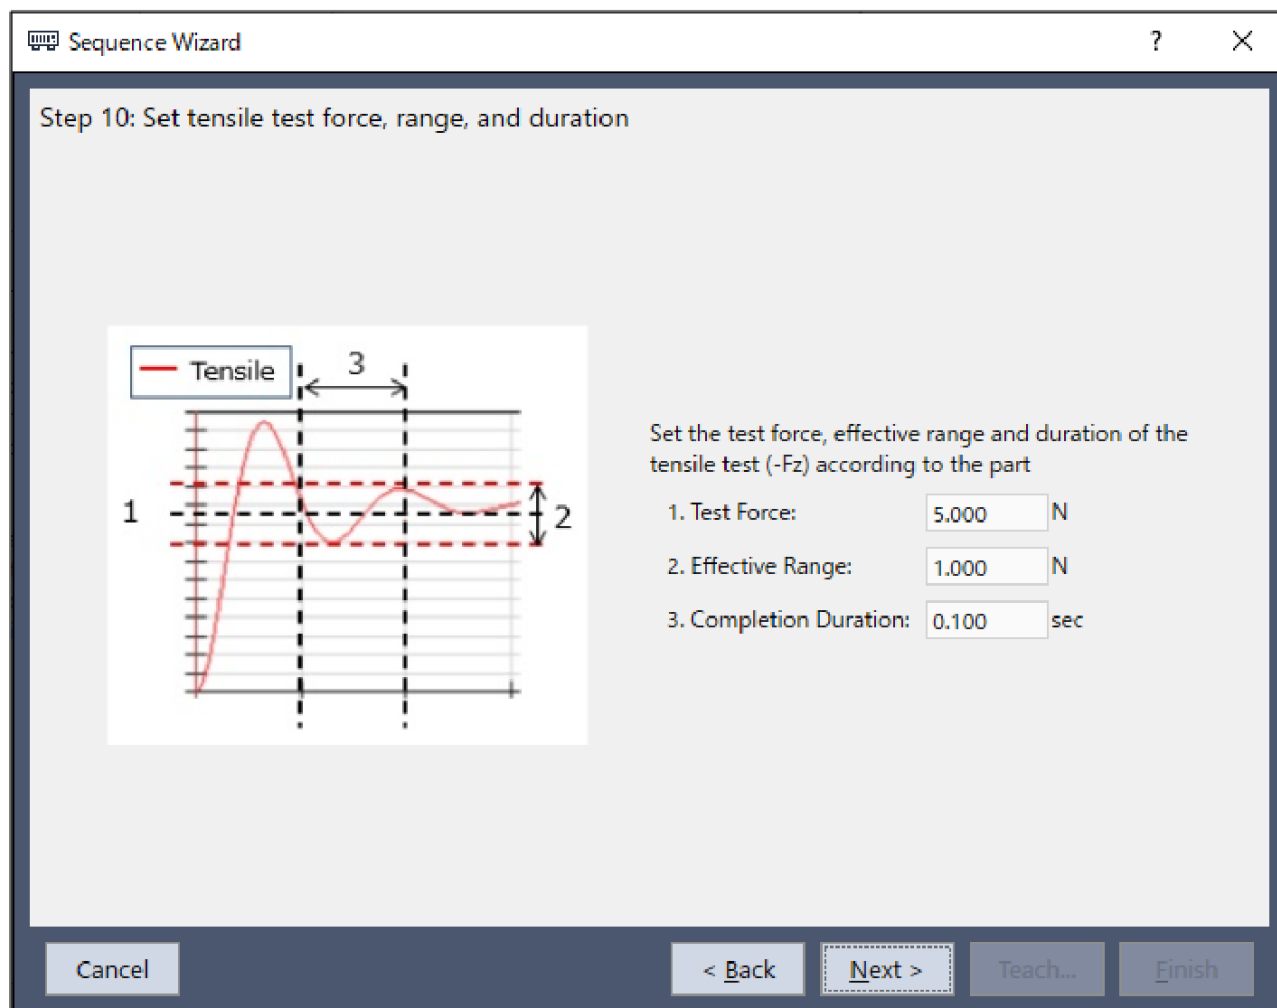 Sequence Wizard
?
Step 10: Set tensile test force, range, and duration
Tensile
3
1
2
Set the test force, effective range and duration of the
tensile test (-Fz) according to the part
1. Test Force: 5.000 N
2. Effective Range: 1.000 N
3. Completion Duration: 0.100 sec
Cancel
< Back
Next >
Teach...
Finish